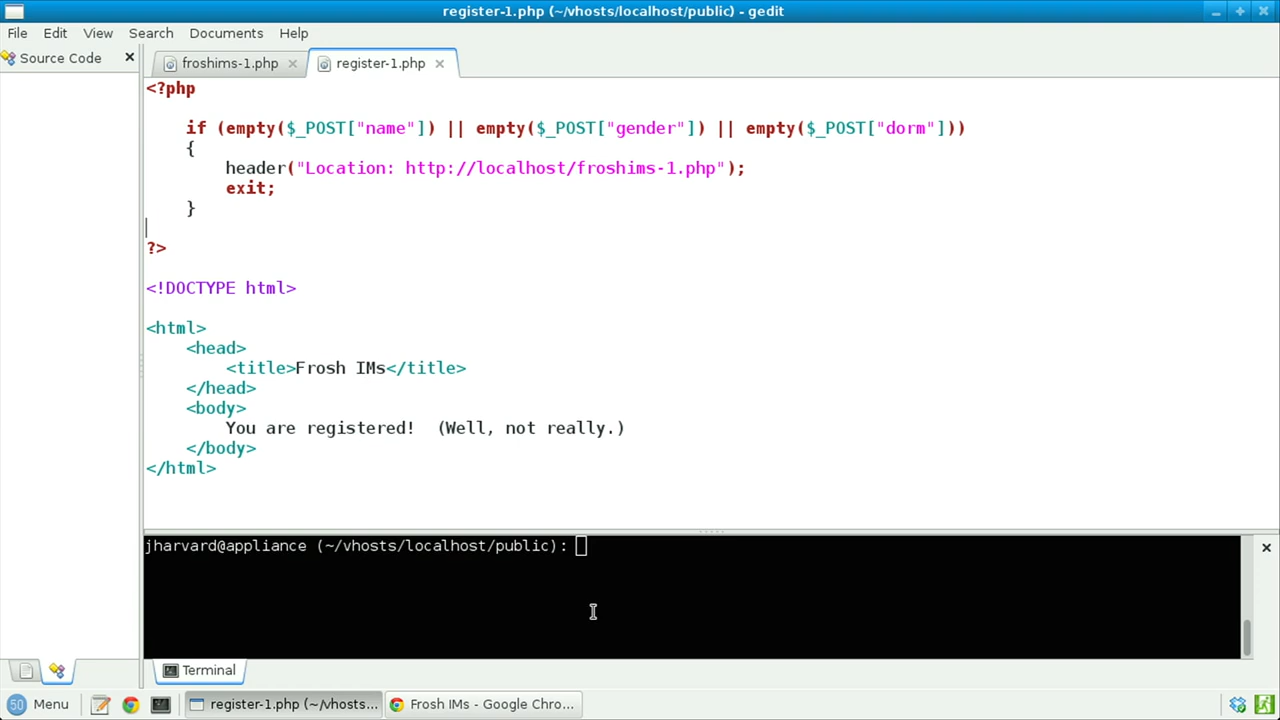 register-1.php (~/vhosts/localhost/public) - gedit
File Edit View Search Documents Help
Source Code
froshims-1.php
register-1.php
<?php
if (empty($_POST["name"]) || empty($_POST["gender"]) || empty($_POST["dorm"]))
{
header("Location: http://localhost/froshims-1.php");
exit;
}
?>
<!DOCTYPE html>
<html>
<head>
<title>Frosh IMs</title>
</head>
<body>
You are registered!  (Well, not really.)
</body>
</html>
jharvard@appliance (~/vhosts/localhost/public):
Terminal
50 Menu register-1.php (~/vhosts... Frosh IMs - Google Chro...